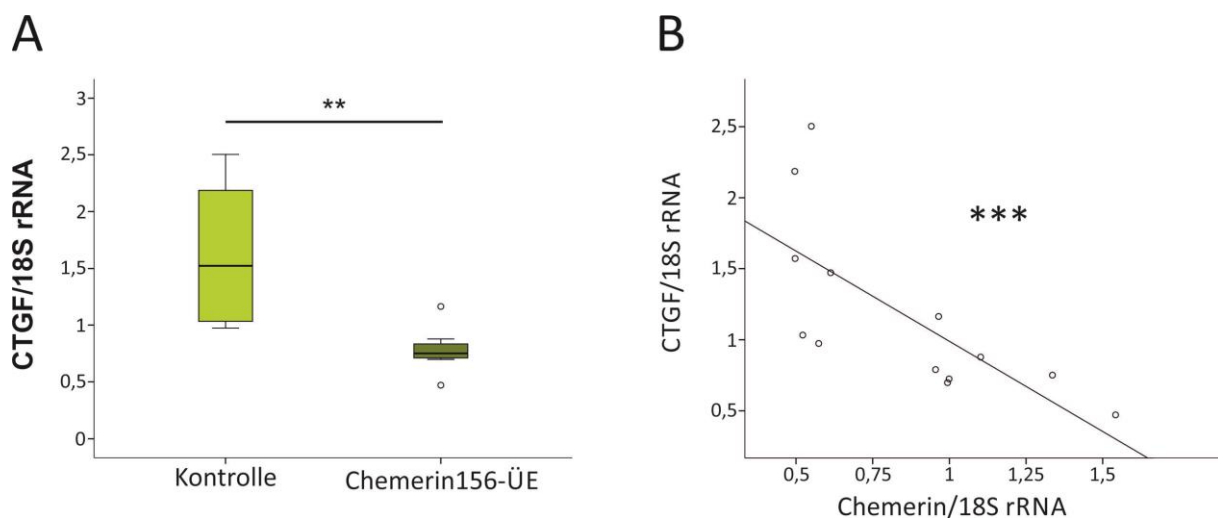 A
CTGF/18S rRNA
3
2,5
2
1,5
1
0,5
0
**
Kontrolle
Chemerin156-ÜE
B
CTGF/18S rRNA
2,5
2
1,5
1
0,5
***
0,5 0,75 1 1,25 1,5
Chemerin/18S rRNA